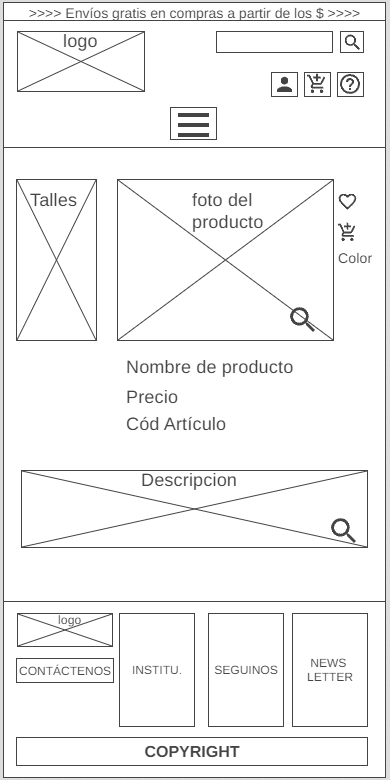 >>>> Envíos gratis en compras a partir de los $ >>>>
logo
Talles
foto del
producto
Color
Nombre de producto
Precio
Cód Artículo
Descripcion
logo
CONTÁCTENOS
INSTITU.
SEGUINOS
NEWS
LETTER
COPYRIGHT